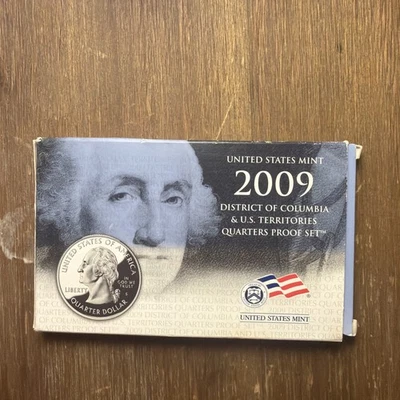 UNITED STATES MINT
2009
DISTRICT OF COLUMBIA
& U.S. TERRITORIES
QUARTERS PROOF SET™
UNITED STATES OF AMERICA
LIBERTY
IN
GOD WE
TRUST
QUARTER DOLLAR
UNITED STATES MINT